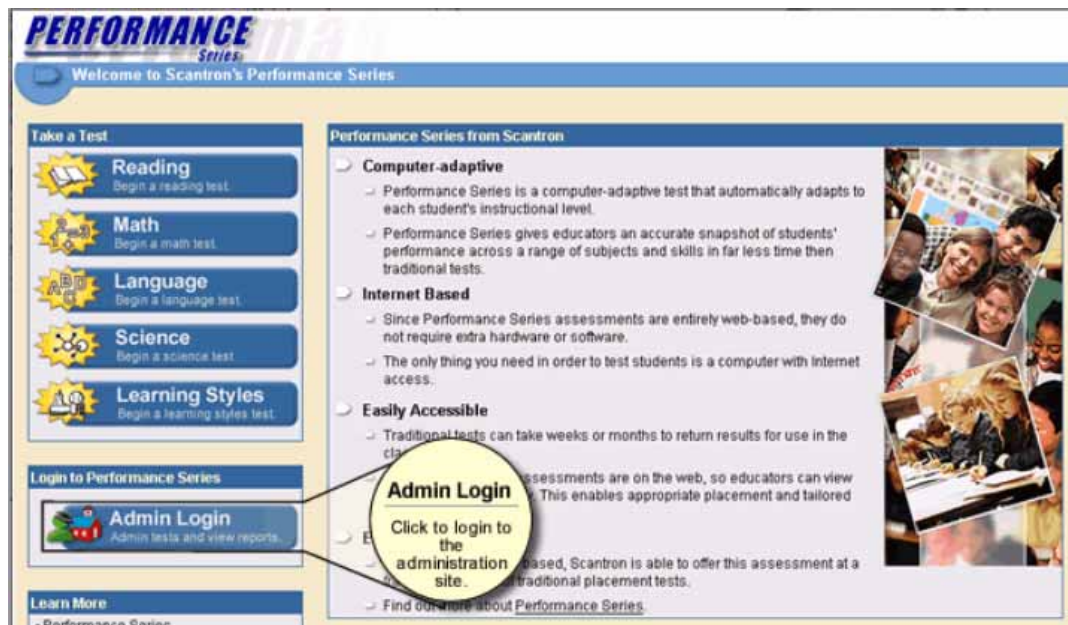 PERFORMANCE
Series
Welcome to Scantron's Performance Series
Take a Test
Reading
Begin a reading test.
Math
Begin a math test.
Language
Begin a language test.
Science
Begin a science test
Learning Styles
Begin a learning styles test.
Login to Performance Series
Admin Login
Admin tests and view reports.
Learn More
- Performance Series
Performance Series from Scantron
Computer-adaptive
Performance Series is a computer-adaptive test that automatically adapts to
each student's instructional level.
Performance Series gives educators an accurate snapshot of students'
performance across a range of subjects and skills in far less time then
traditional tests.
Internet Based
Since Performance Series assessments are entirely web-based, they do
not require extra hardware or software.
The only thing you need in order to test students is a computer with Internet
access.
Easily Accessible
Traditional tests can take weeks or months to return results for use in the
assessments are on the web, so educators can view
This enables appropriate placement and tailored
based, Scantron is able to offer this assessment at a
traditional placement tests.
Find out more about Performance Series.
Admin Login
Click to login to
the
administration
site.